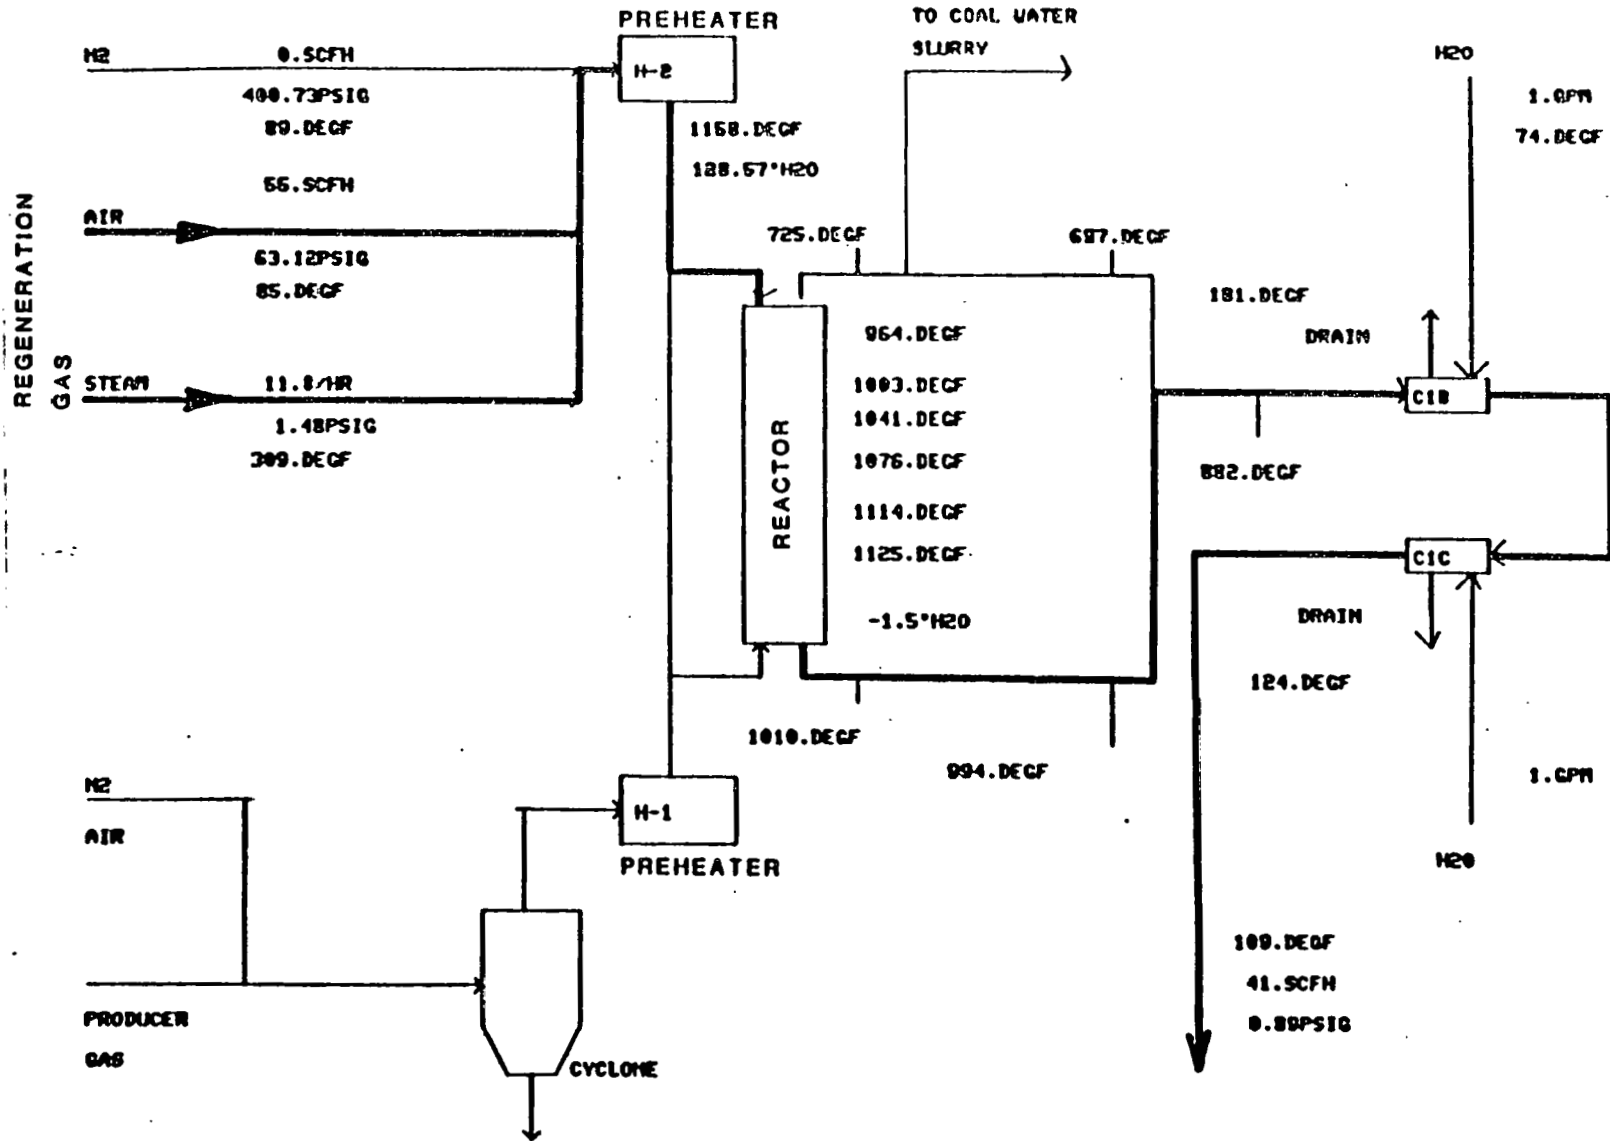 PREHEATER
TO COAL WATER
SLURRY
H2
0.SCFH
H-2
H2O
400.73PSIG
1.GPM
89.DEGF
1158.DEGF
74.DEGF
128.57"H2O
REGENERATION
GAS
55.SCFH
AIR
725.DEGF
687.DEGF
63.12PSIG
85.DEGF
181.DEGF
DRAIN
964.DEGF
STEAM
11.8/HR
1003.DEGF
C1B
1.48PSIG
1041.DEGF
309.DEGF
1076.DEGF
882.DEGF
REACTOR
1114.DEGF
1125.DEGF
C1C
-1.5"H2O
DRAIN
124.DEGF
1010.DEGF
994.DEGF
N2
1.GPM
H-1
AIR
PREHEATER
H2O
109.DEGF
41.SCFH
0.89PSIG
PRODUCER
GAS
CYCLONE